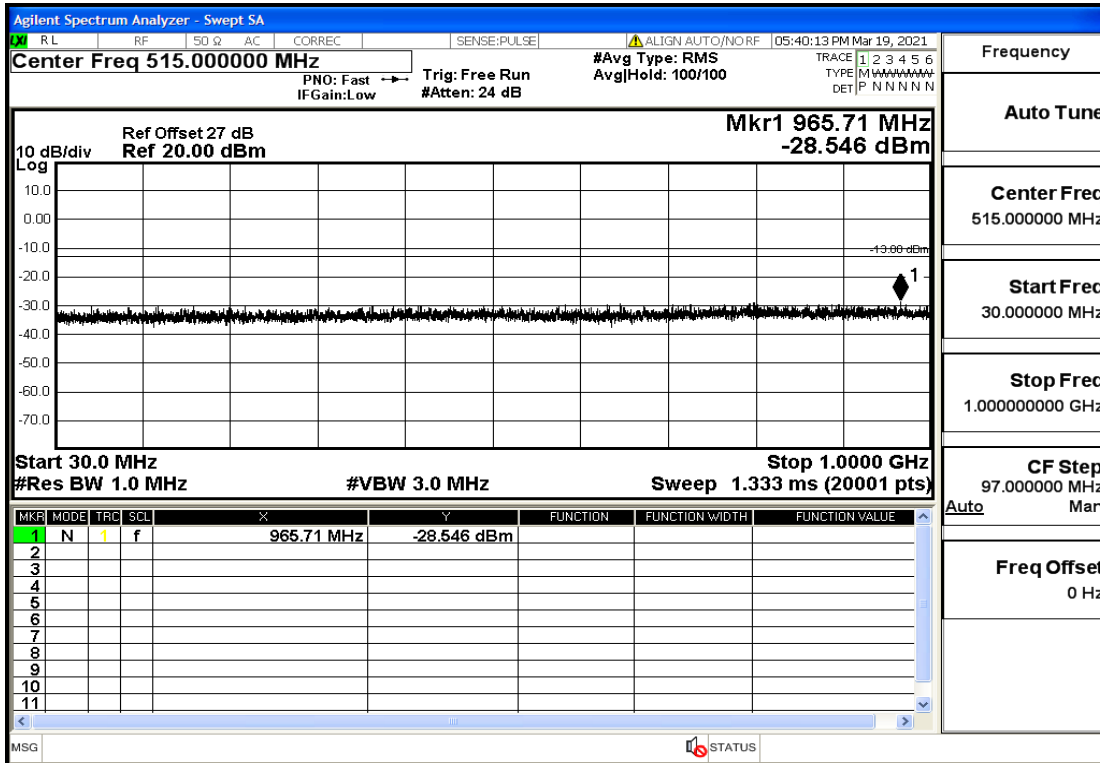 Agilent Spectrum Analyzer - Swept SA
LXI RL RF 50 Ω AC CORREC SENSE:PULSE ALIGN AUTO/NO RF 05:40:13 PM Mar 19, 2021
Center Freq 515.000000 MHz
PNO: Fast
IFGain:Low
Trig: Free Run
#Atten: 24 dB
#Avg Type: RMS
Avg|Hold: 100/100
TRACE 1 2 3 4 5 6
TYPE M
DET P N N N N N
Ref Offset 27 dB
10 dB/div Ref 20.00 dBm
Log
Mkr1 965.71 MHz
-28.546 dBm
10.0
0.00
-10.0
-13.00 dBm
-20.0
1
-30.0
-40.0
-50.0
-60.0
-70.0
Start 30.0 MHz Stop 1.0000 GHz
#Res BW 1.0 MHz #VBW 3.0 MHz Sweep 1.333 ms (20001 pts)
MKR MODE TRC SCL X Y FUNCTION FUNCTION WIDTH FUNCTION VALUE
1 N 1 f 965.71 MHz -28.546 dBm
2
3
4
5
6
7
8
9
10
11
MSG STATUS
Frequency
Auto Tune
Center Freq
515.000000 MHz
Start Freq
30.000000 MHz
Stop Freq
1.000000000 GHz
CF Step
97.000000 MHz
Auto Man
Freq Offset
0 Hz